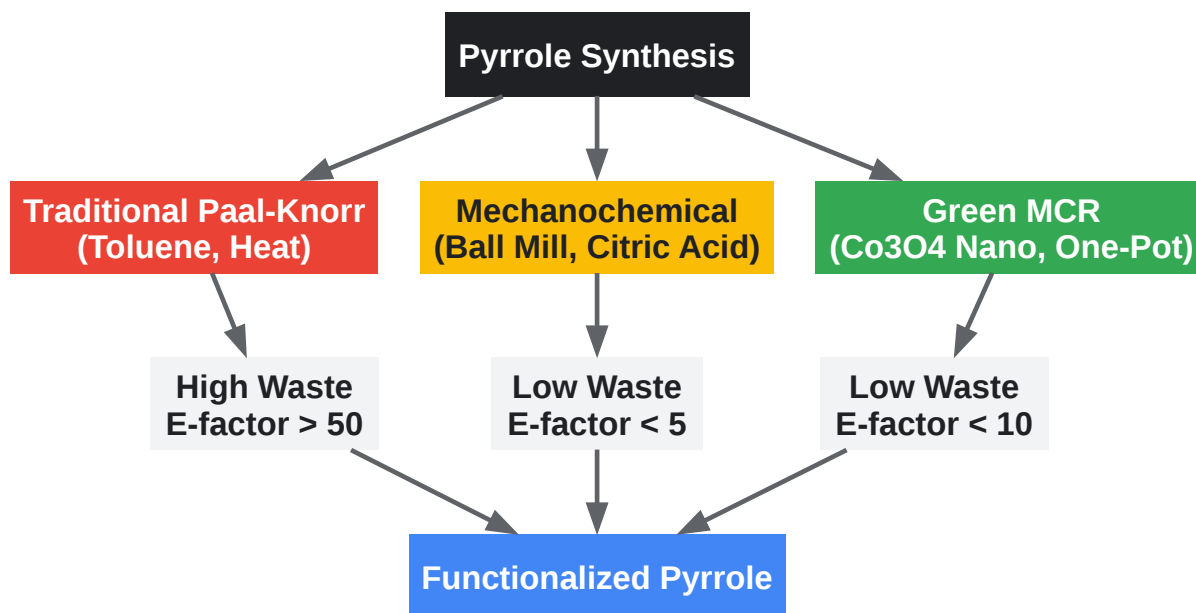 Pyrrole Synthesis
Traditional Paal-Knorr
(Toluene, Heat)
Mechanochemical
(Ball Mill, Citric Acid)
Green MCR
(Co3O4 Nano, One-Pot)
High Waste
E-factor > 50
Low Waste
E-factor < 5
Low Waste
E-factor < 10
Functionalized Pyrrole